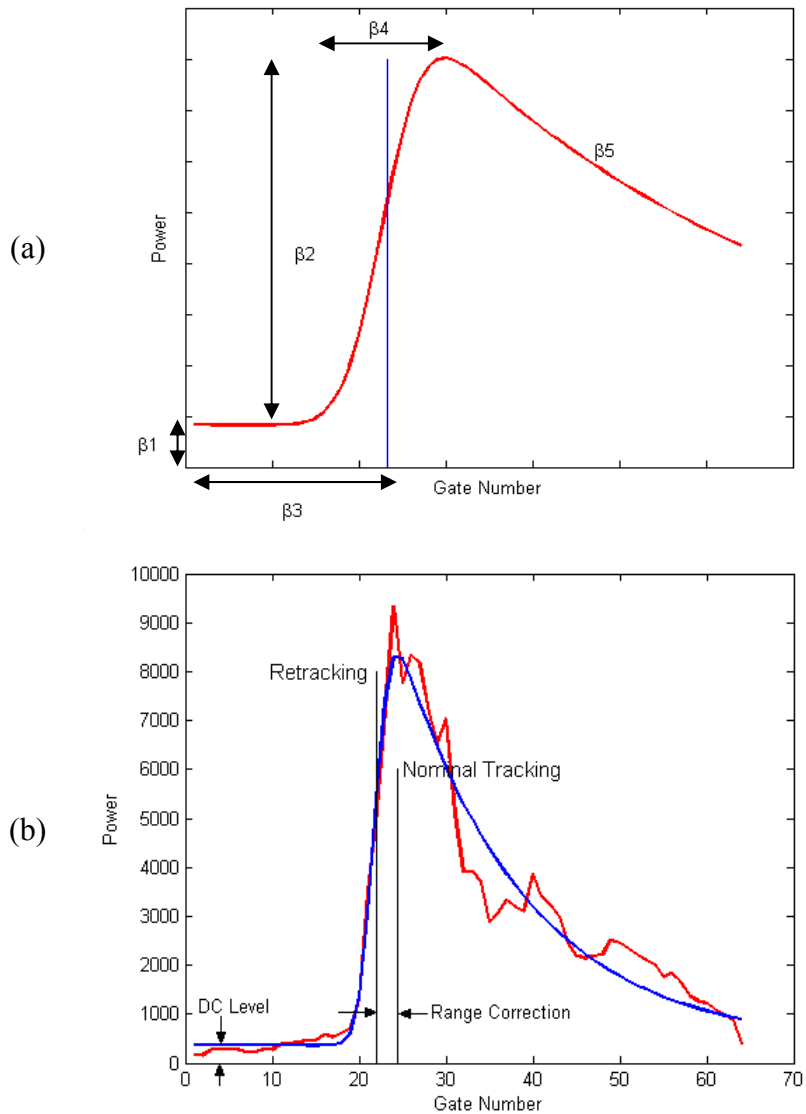 β4
β5
(a)
Power
β2
β1
Gate Number
β3
10000
9000
8000
7000
6000
5000
4000
3000
2000
1000
0
Retracking
Nominal Tracking
(b)
Power
DC Level
Range Correction
0 10 20 30 40 50 60 70
Gate Number